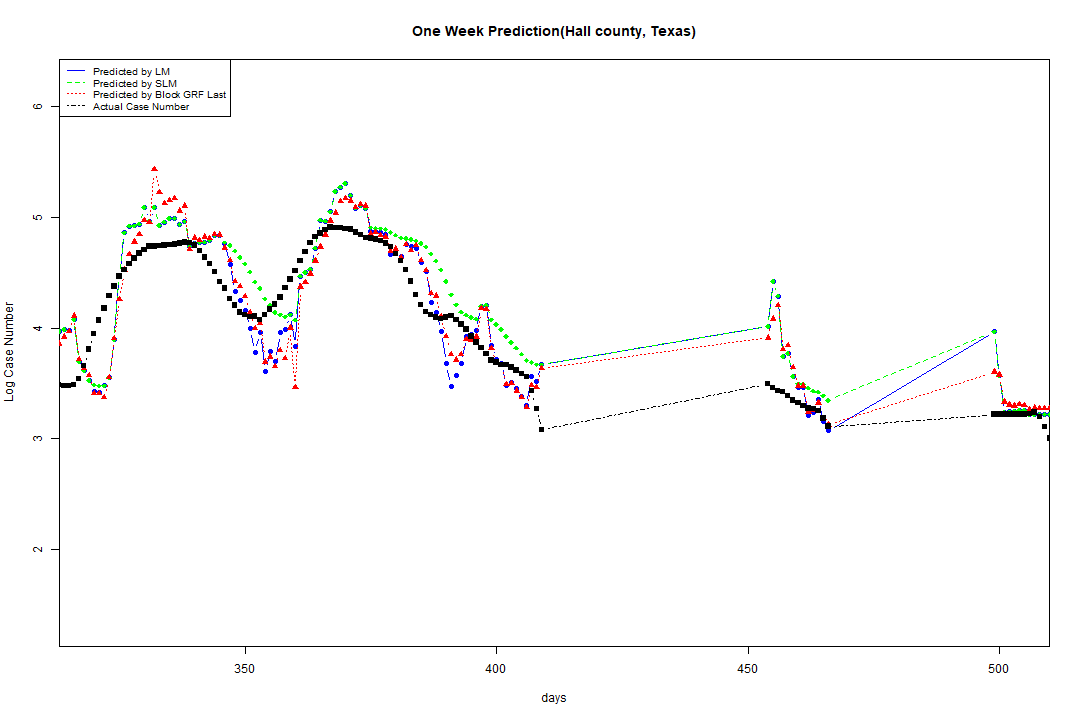 One Week Prediction(Hall county, Texas)
Predicted by LM
Predicted by SLM
Predicted by Block GRF Last
Actual Case Number
6
5
4
3
2
Log Case Number
350
400
450
500
days